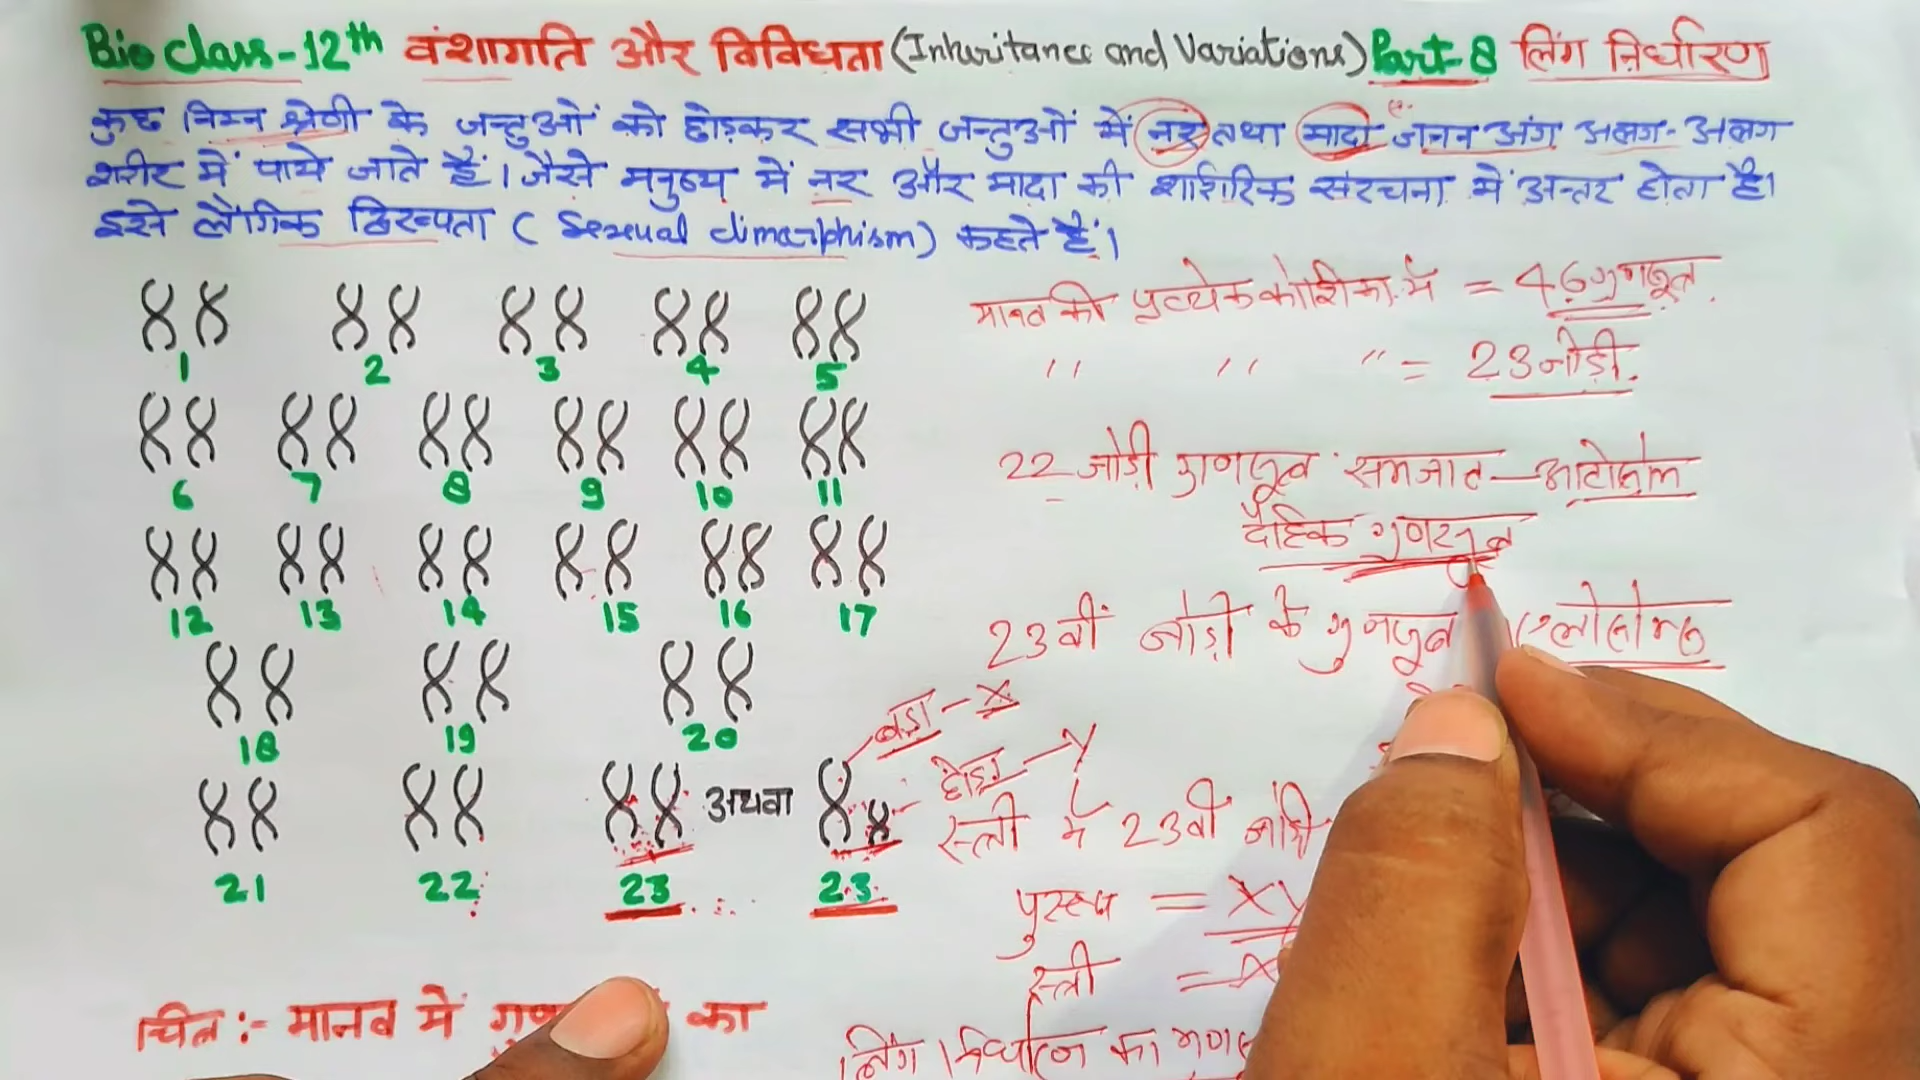 Bio Class-12th वंशागति और विविधता (Inheritance and Variations) Part-8 लिंग निर्धारण
कुछ निम्न श्रेणी के जन्तुओं को छोड़कर सभी जन्तुओं में नर तथा मादा जनन अंग अलग-अलग
शरीर में पाये जाते हैं। जैसे मनुष्य में नर और मादा की शारिरिक संरचना में अन्तर होता है।
इसे लैंगिक द्विरूपता ( Sexual dimorphism) कहते हैं।
मानव की प्रत्येक कोशिका में = 46 गुणसूत्र
" " " = 23 जोड़ी
1 2 3 4 5
22 जोड़ी गुणसूत्र समजात — आटोसोम
दैहिक गुणसूत्र
6 7 8 9 10 11
23 वीं जोड़ी के गुणसूत्र
12 13 14 15 16 17
18 19 20
बड़ा - X
छोटा - Y
अथवा
स्त्री में 23वीं जोड़ी
21 22 23 23
पुरुष = XY
स्त्री = X
चित्र :- मानव में का
लिंग निर्धारण का